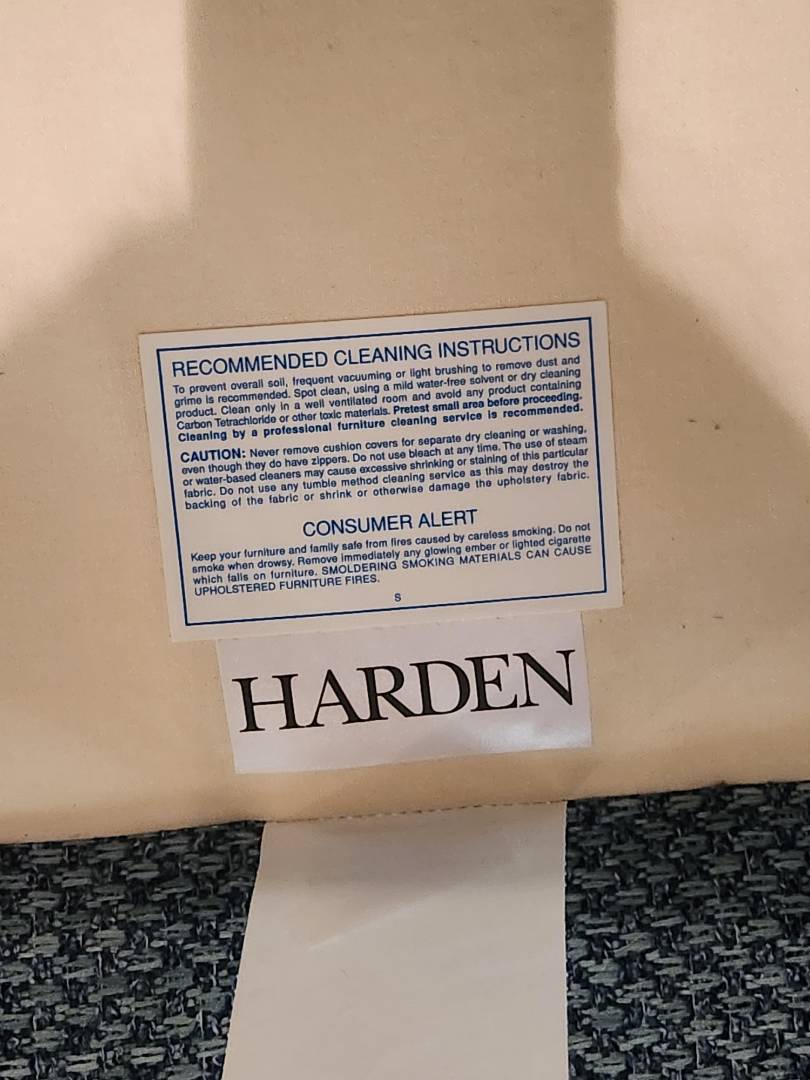 RECOMMENDED CLEANING INSTRUCTIONS
To prevent overall soil, frequent vacuuming or light brushing to remove dust and
grime is recommended. Spot clean, using a mild water-free solvent or dry cleaning
product. Clean only in a well ventilated room and avoid any product containing
Carbon Tetrachloride or other toxic materials. Pretest small area before proceeding.
Cleaning by a professional furniture cleaning service is recommended.
CAUTION: Never remove cushion covers for separate dry cleaning or washing,
even though they do have zippers. Do not use bleach at any time. The use of steam
or water-based cleaners may cause excessive shrinking or staining of this particular
fabric. Do not use any tumble method cleaning service as this may destroy the
backing of the fabric or shrink or otherwise damage the upholstery fabric.
CONSUMER ALERT
Keep your furniture and family safe from fires caused by careless smoking. Do not
smoke when drowsy. Remove immediately any glowing ember or lighted cigarette
which falls on furniture. SMOLDERING SMOKING MATERIALS CAN CAUSE
UPHOLSTERED FURNITURE FIRES.
S
HARDEN